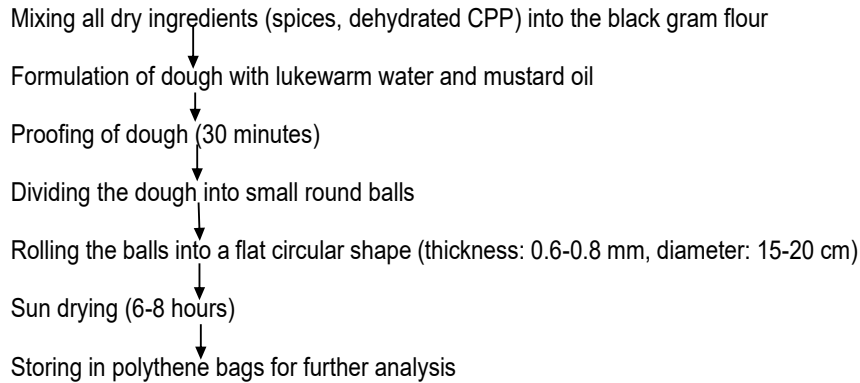 Mixing all dry ingredients (spices, dehydrated CPP) into the black gram flour
Formulation of dough with lukewarm water and mustard oil
Proofing of dough (30 minutes)
Dividing the dough into small round balls
Rolling the balls into a flat circular shape (thickness: 0.6-0.8 mm, diameter: 15-20 cm)
Sun drying (6-8 hours)
Storing in polythene bags for further analysis